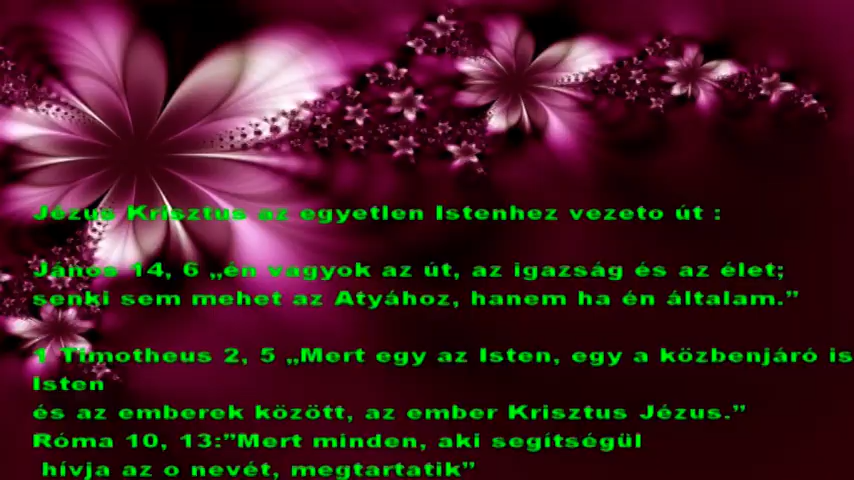 Jézus Krisztus az egyetlen Istenhez vezeto út :
János 14, 6 „én vagyok az út, az igazság és az élet;
senki sem mehet az Atyához, hanem ha én általam.”
1 Timotheus 2, 5 „Mert egy az Isten, egy a közbenjáró is
Isten
és az emberek között, az ember Krisztus Jézus.”
Róma 10, 13:”Mert minden, aki segítségül
hívja az o nevét, megtartatik”